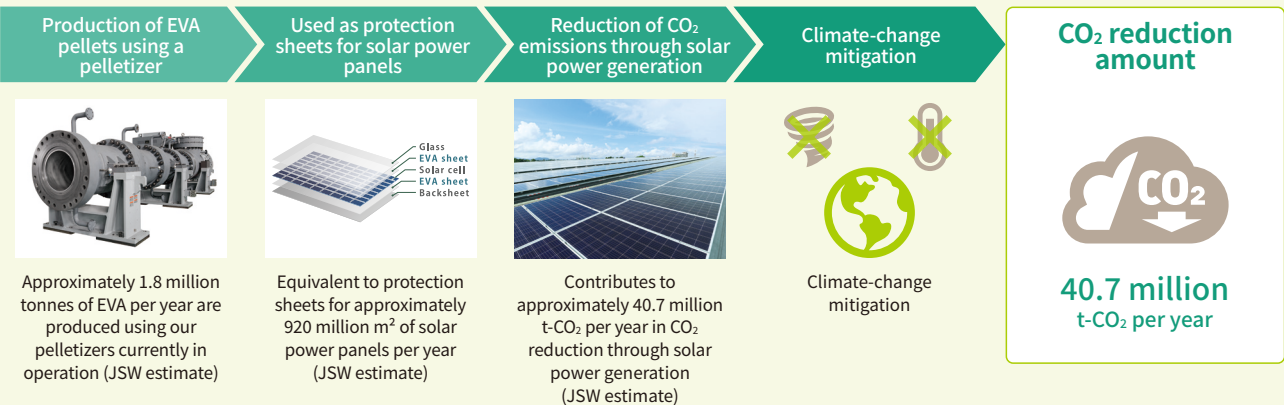 Production of EVA
pellets using a
pelletizer
Used as protection
sheets for solar power
panels
Reduction of CO₂
emissions through solar
power generation
Climate-change
mitigation
CO₂ reduction
amount
Glass
EVA sheet
Solar cell
EVA sheet
Backsheet
CO₂
Approximately 1.8 million
tonnes of EVA per year are
produced using our
pelletizers currently in
operation (JSW estimate)
Equivalent to protection
sheets for approximately
920 million m² of solar
power panels per year
(JSW estimate)
Contributes to
approximately 40.7 million
t-CO₂ per year in CO₂
reduction through solar
power generation
(JSW estimate)
Climate-change
mitigation
40.7 million
t-CO₂ per year